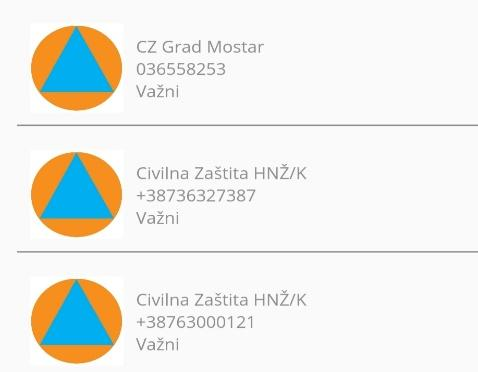 CZ Grad Mostar
036558253
Važni
Civilna Zaštita HNŽ/K
+38736327387
Važni
Civilna Zaštita HNŽ/K
+38763000121
Važni